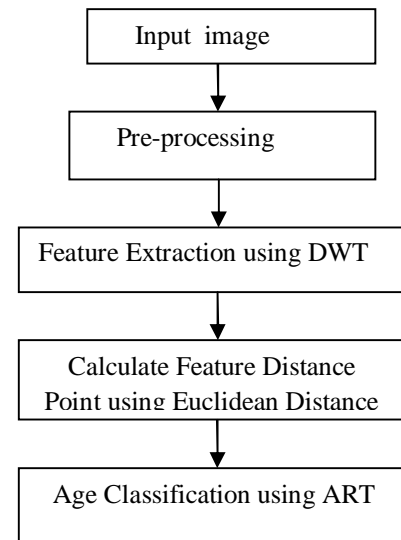 Input image
Pre-processing
Feature Extraction using DWT
Calculate Feature Distance
Point using Euclidean Distance
Age Classification using ART